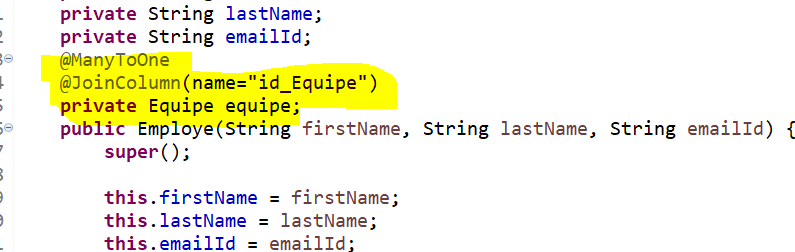 private String lastName;
private String emailId;
@ManyToOne
@JoinColumn(name="id_Equipe")
private Equipe equipe;
public Employe(String firstName, String lastName, String emailId) {
super();
this.firstName = firstName;
this.lastName = lastName;
this.emailId = emailId;